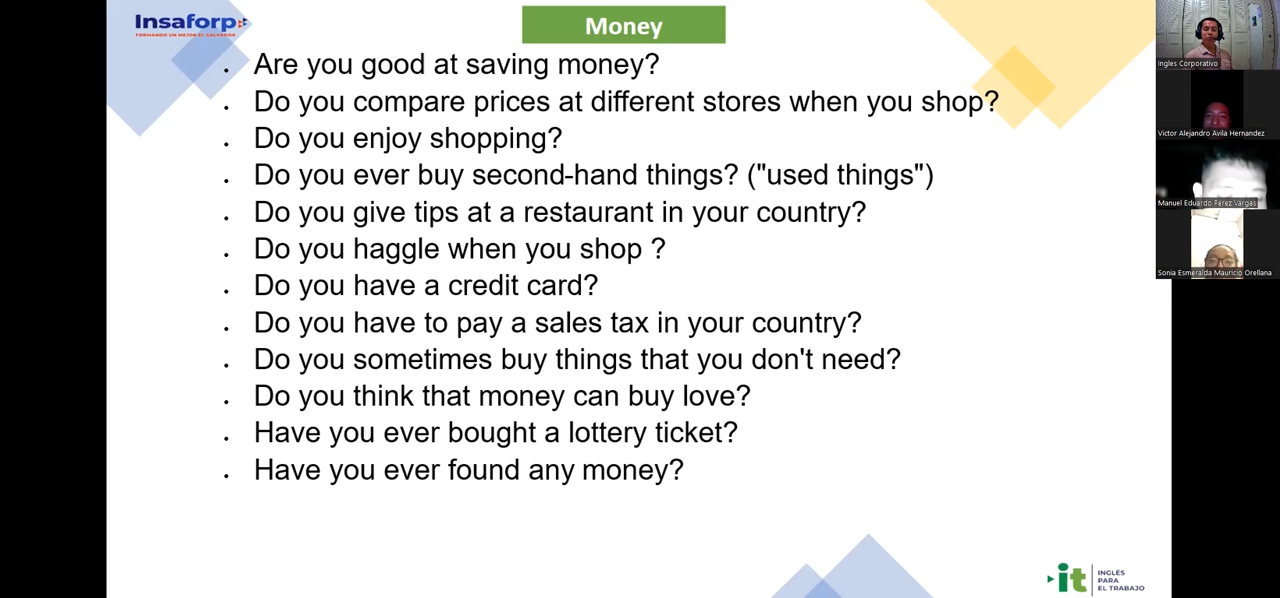 Insaforp
FORMANDO UN MEJOR EL SALVADOR
Money
Are you good at saving money?
Do you compare prices at different stores when you shop?
Do you enjoy shopping?
Do you ever buy second-hand things? ("used things")
Do you give tips at a restaurant in your country?
Do you haggle when you shop ?
Do you have a credit card?
Do you have to pay a sales tax in your country?
Do you sometimes buy things that you don't need?
Do you think that money can buy love?
Have you ever bought a lottery ticket?
Have you ever found any money?
Ingles Corporativo
Victor Alejandro Avila Hernandez
Manuel Eduardo Pérez Vargas
Sonia Esmeralda Mauricio Orellana
it
INGLÉS
PARA
EL TRABAJO